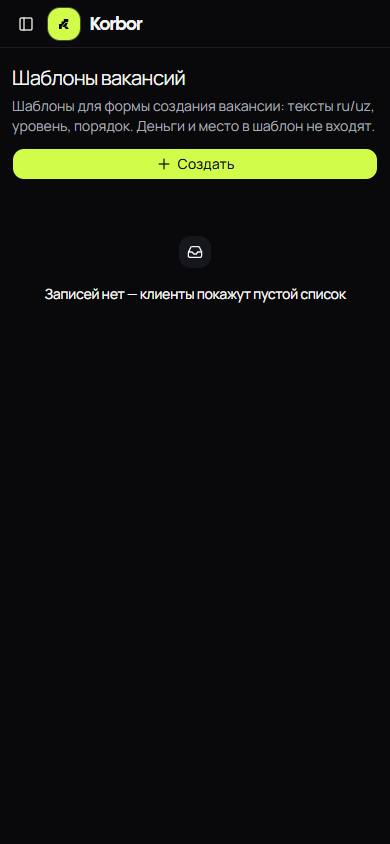 Korbor
Шаблоны вакансий
Шаблоны для формы создания вакансии: тексты ru/uz,
уровень, порядок. Деньги и место в шаблон не входят.
Создать
Записей нет — клиенты покажут пустой список